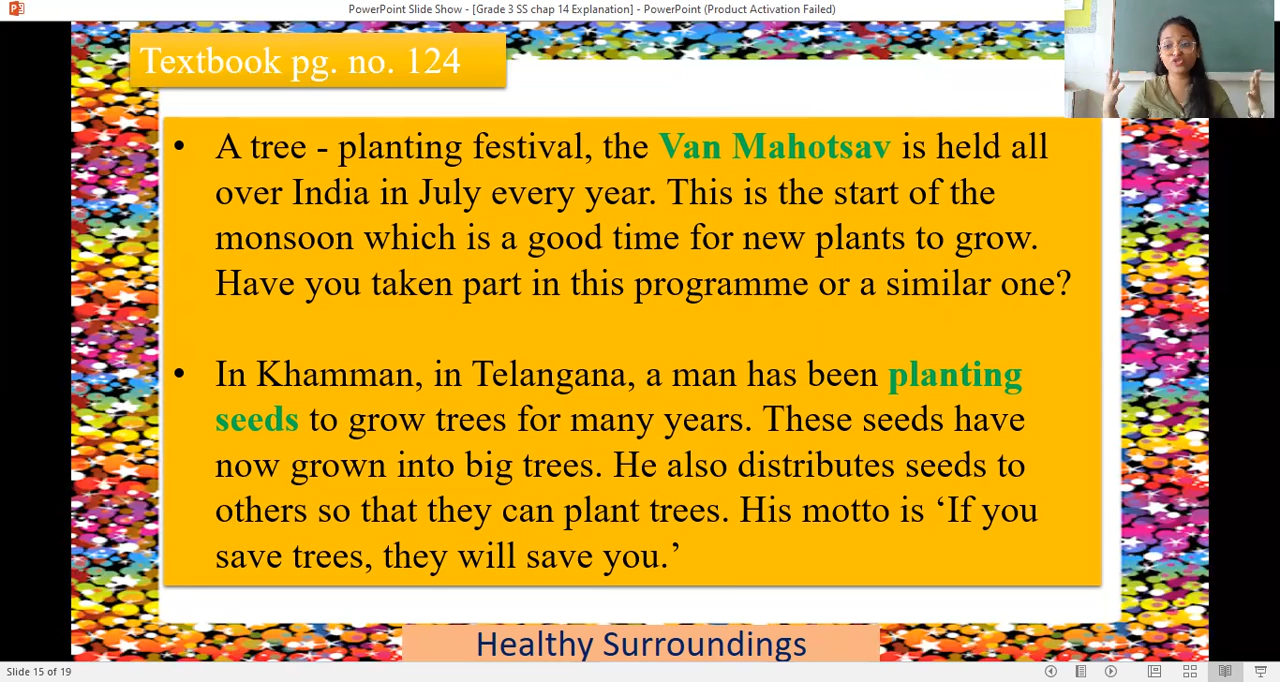 PowerPoint Slide Show - [Grade 3 SS chap 14 Explanation] - PowerPoint (Product Activation Failed)
Textbook pg. no. 124
• A tree - planting festival, the Van Mahotsav is held all
over India in July every year. This is the start of the
monsoon which is a good time for new plants to grow.
Have you taken part in this programme or a similar one?
• In Khamman, in Telangana, a man has been planting
seeds to grow trees for many years. These seeds have
now grown into big trees. He also distributes seeds to
others so that they can plant trees. His motto is ‘If you
save trees, they will save you.’
Healthy Surroundings
Slide 15 of 19